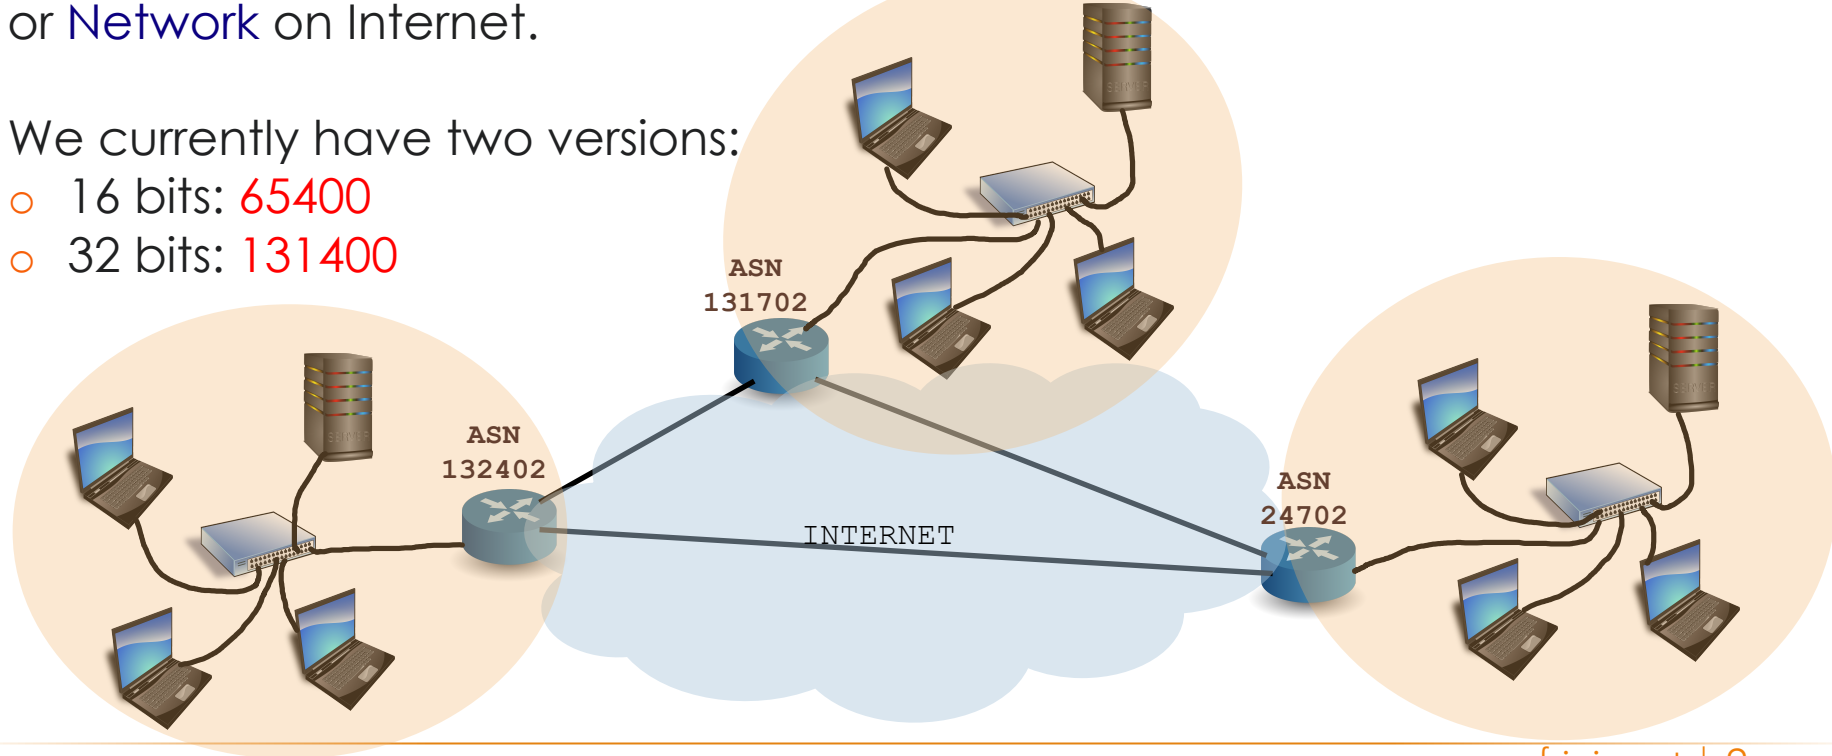 or Network on Internet.
We currently have two versions:
o 16 bits: 65400
o 32 bits: 131400
ASN
131702
ASN
132402
ASN
24702
INTERNET